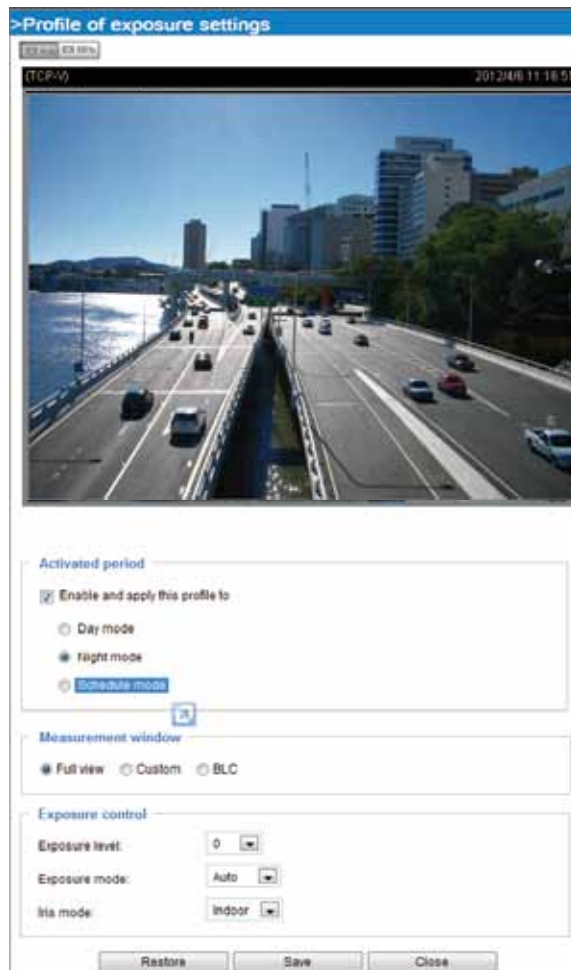 >Profile of exposure settings
(TCP-V) 2012/4/6 11:16:51
Activated period
Enable and apply this profile to
Day mode
Night mode
Schedule mode
Measurement window
Full view Custom BLC
Exposure control
Exposure level: 0
Exposure mode: Auto
Iris mode: Indoor
Restore Save Close